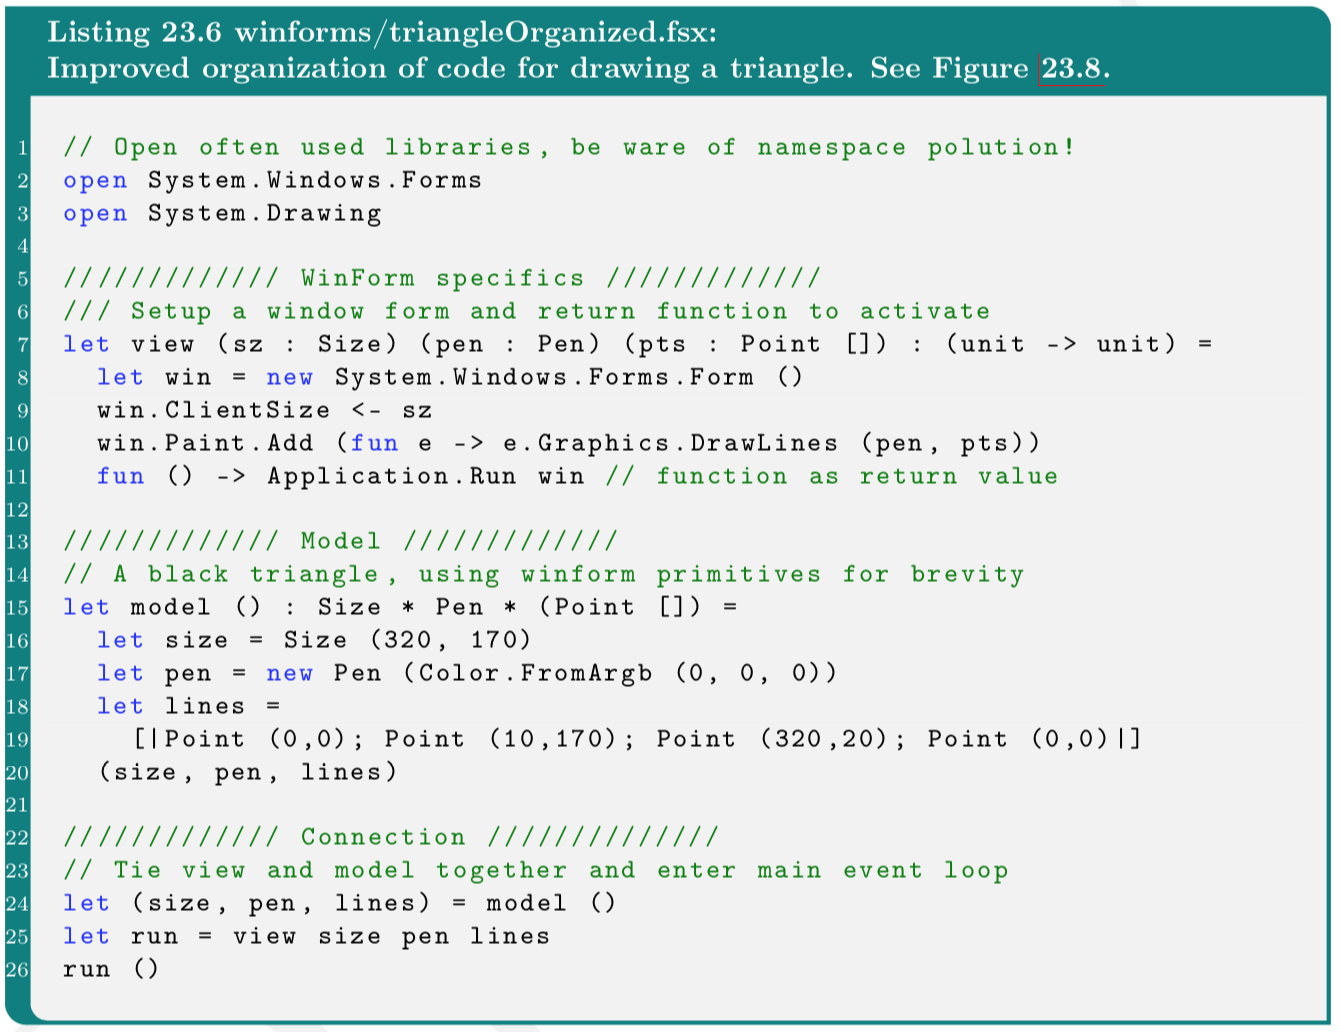 Listing 23.6 winforms/triangleOrganized.fsx:
Improved organization of code for drawing a triangle. See Figure 23.8.
1 // Open often used libraries, be ware of namespace polution!
2 open System.Windows.Forms
3 open System.Drawing
4
5 ///////////// WinForm specifics /////////////
6 /// Setup a window form and return function to activate
7 let view (sz : Size) (pen : Pen) (pts : Point []) : (unit -> unit) =
8   let win = new System.Windows.Forms.Form ()
9   win.ClientSize <- sz
10   win.Paint.Add (fun e -> e.Graphics.DrawLines (pen, pts))
11   fun () -> Application.Run win // function as return value
12
13 ///////////// Model /////////////
14 // A black triangle, using winform primitives for brevity
15 let model () : Size * Pen * (Point []) =
16   let size = Size (320, 170)
17   let pen = new Pen (Color.FromArgb (0, 0, 0))
18   let lines =
19     [|Point (0,0); Point (10,170); Point (320,20); Point (0,0)|]
20   (size, pen, lines)
21
22 ///////////// Connection //////////////
23 // Tie view and model together and enter main event loop
24 let (size, pen, lines) = model ()
25 let run = view size pen lines
26 run ()